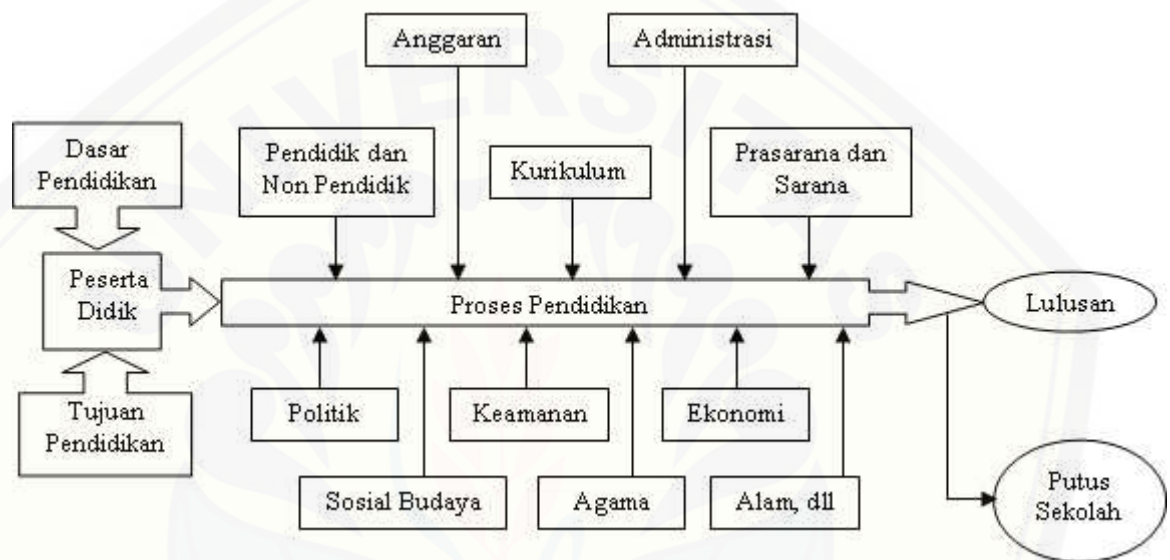 UNIVERSITAS
Anggaran
Administrasi
Dasar
Pendidikan
Pendidik dan
Non Pendidik
Kurikulum
Prasarana dan
Sarana
Peserta
Didik
Proses Pendidikan
Lulusan
Tujuan
Pendidikan
Politik
Keamanan
Ekonomi
Sosial Budaya
Agama
Alam, dll
Putus
Sekolah